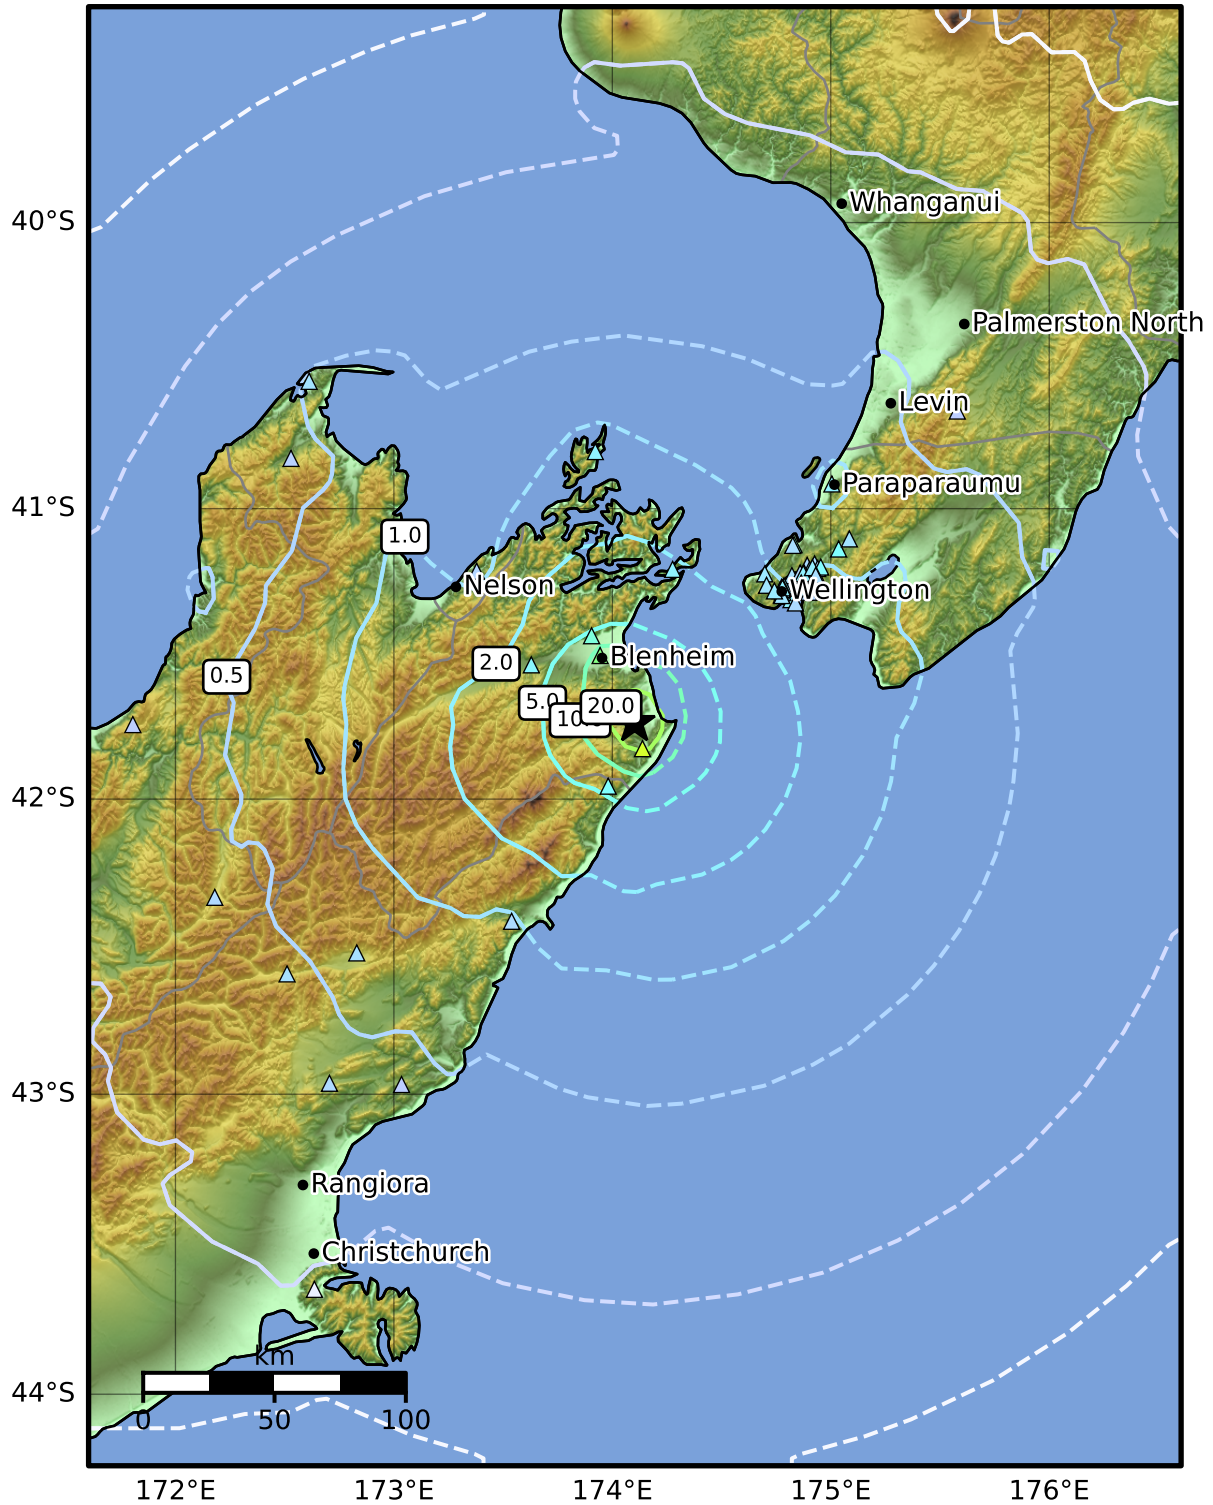 40°S
Whanganui
Palmerston North
Levin
Paraparaumu
41°S
1.0
Nelson
Wellington
Blenheim
2.0
0.5
5.0
20.0
42°S
43°S
Rangiora
Christchurch
km
44°S
0 50 100
172°E 173°E 174°E 175°E 176°E